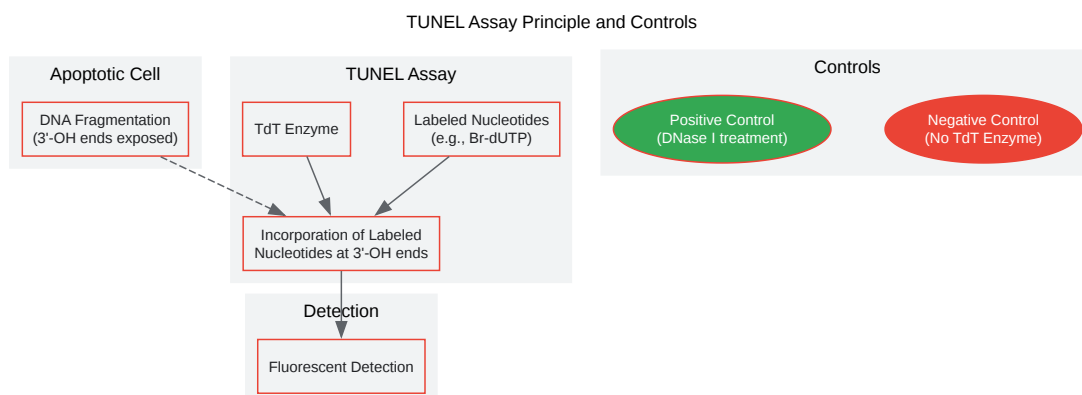 TUNEL Assay Principle and Controls
Apoptotic Cell
DNA Fragmentation
(3'-OH ends exposed)
TUNEL Assay
TdT Enzyme
Labeled Nucleotides
(e.g., Br-dUTP)
Incorporation of Labeled
Nucleotides at 3'-OH ends
Detection
Fluorescent Detection
Controls
Positive Control
(DNase I treatment)
Negative Control
(No TdT Enzyme)